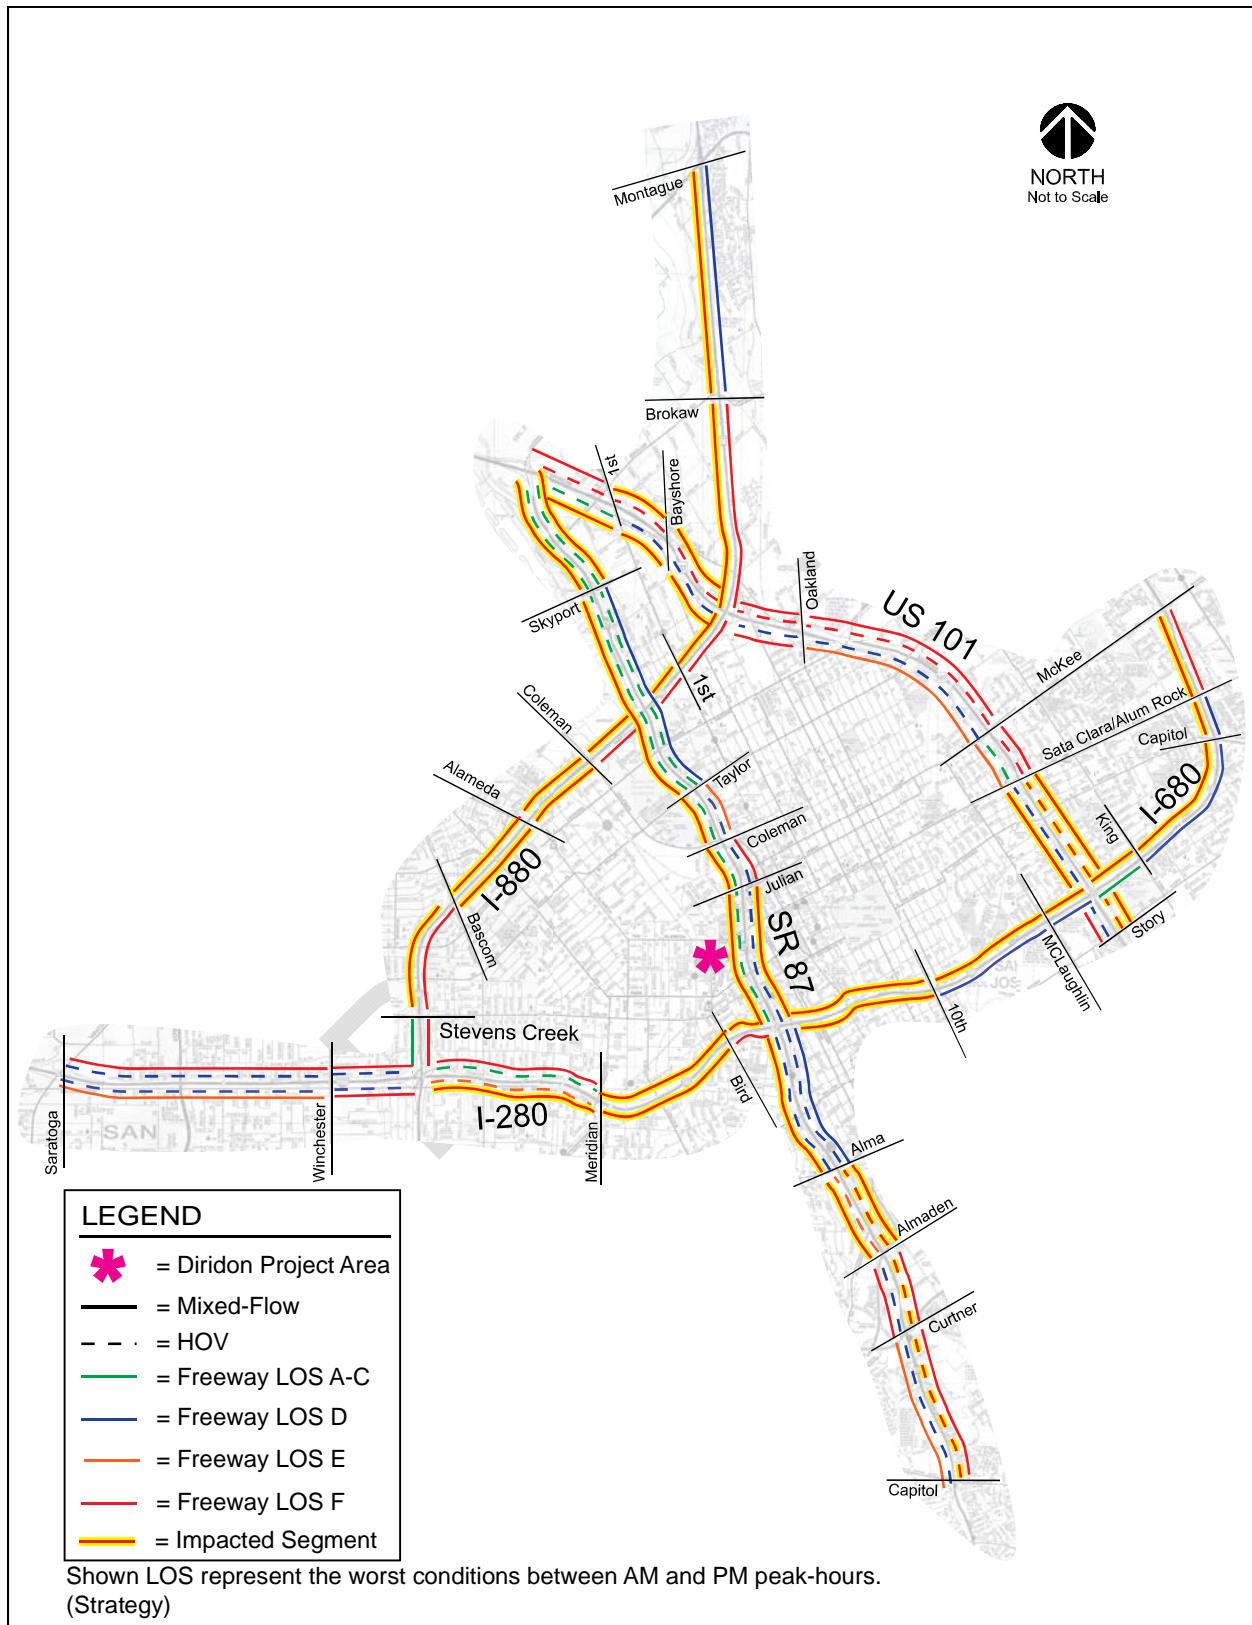 NORTH
Not to Scale
Montague
Brokaw
1st
Bayshore
Oakland
US 101
Skyport
McKee
1st
Sata Clara/Alum Rock
Coleman
Capitol
Taylor
Alameda
I-680
King
Coleman
I-880
Julian
Bascom
SR 87
Story
MCLaughlin
SAN
JOS
10th
Stevens Creek
Bird
I-280
SAN
Saratoga
Winchester
Meridian
Alma
Almaden
Curtner
Capitol
LEGEND
= Diridon Project Area
= Mixed-Flow
= HOV
= Freeway LOS A-C
= Freeway LOS D
= Freeway LOS E
= Freeway LOS F
= Impacted Segment
Shown LOS represent the worst conditions between AM and PM peak-hours.
(Strategy)